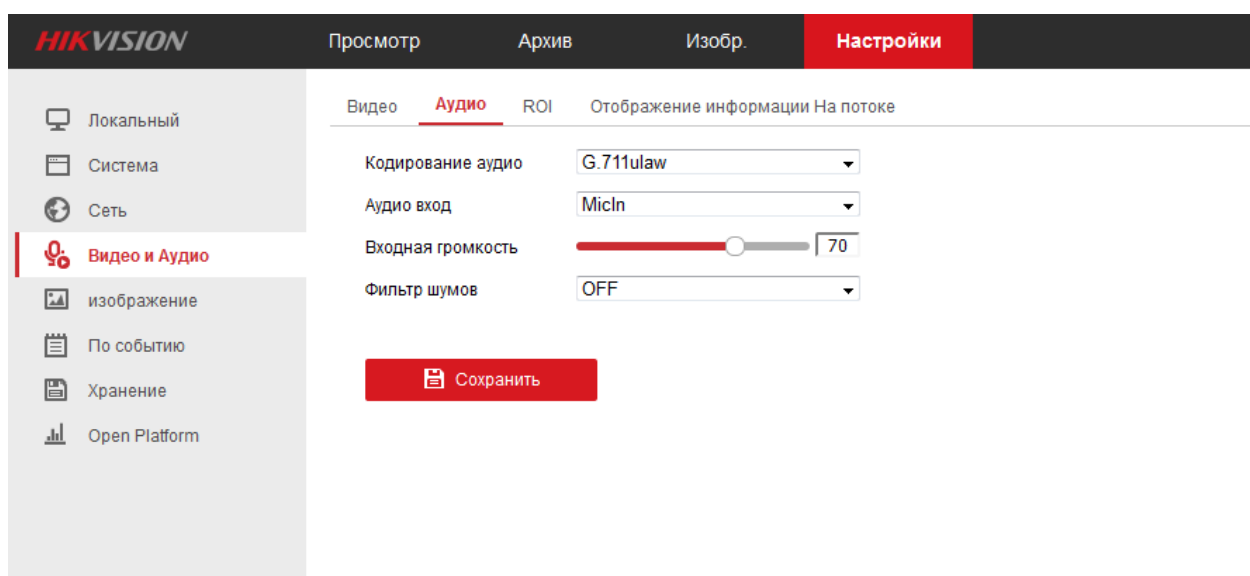 HIKVISION Просмотр Архив Изобр. Настройки
Видео Аудио ROI Отображение информации На потоке
Локальный
Система
Сеть
Видео и Аудио
изображение
По событию
Хранение
Open Platform
Кодирование аудио G.711ulaw
Аудио вход MicIn
Входная громкость 70
Фильтр шумов OFF
Сохранить